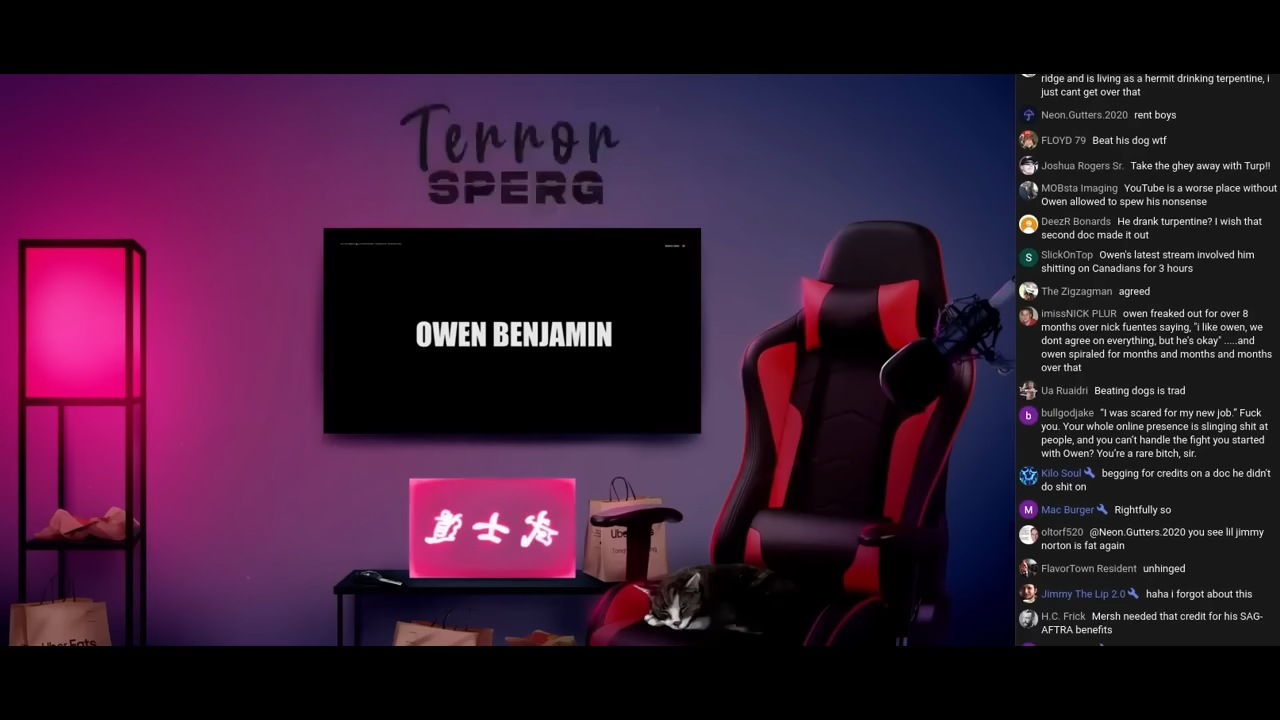 Terror
SPERG
OWEN BENJAMIN
Uber
Uber Eats
ridge and is living as a hermit drinking terpentine, i
just cant get over that
Neon.Gutters.2020 rent boys
FLOYD 79 Beat his dog wtf
Joshua Rogers Sr. Take the ghey away with Turp!!
MOBsta Imaging YouTube is a worse place without
Owen allowed to spew his nonsense
DeezR Bonards He drank turpentine? I wish that
second doc made it out
S SlickOnTop Owen's latest stream involved him
shitting on Canadians for 3 hours
The Zigzagman agreed
imissNICK PLUR owen freaked out for over 8
months over nick fuentes saying, "i like owen, we
dont agree on everything, but he's okay" .....and
owen spiraled for months and months and months
over that
Ua Ruaidri Beating dogs is trad
b bullgodjake “I was scared for my new job.” Fuck
you. Your whole online presence is slinging shit at
people, and you can’t handle the fight you started
with Owen? You’re a rare bitch, sir.
Kilo Soul begging for credits on a doc he didn't
do shit on
M Mac Burger Rightfully so
oltorf520 @Neon.Gutters.2020 you see lil jimmy
norton is fat again
FlavorTown Resident unhinged
Jimmy The Lip 2.0 haha i forgot about this
H.C. Frick Mersh needed that credit for his SAG-
AFTRA benefits